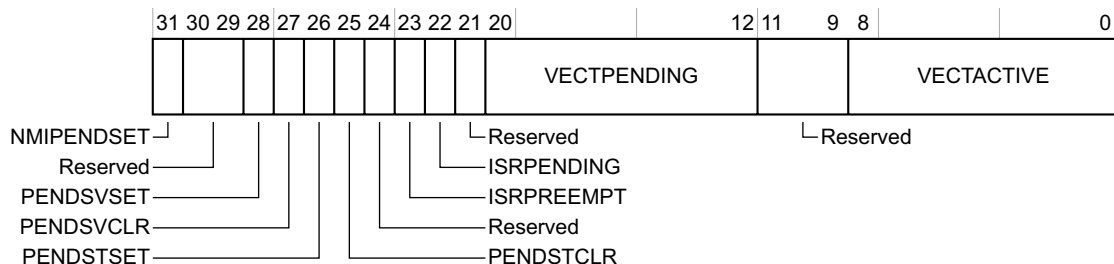 31 30 29 28 27 26 25 24 23 22 21 20 12 11 9 8 0
VECTPENDING VECTACTIVE
NMIPENDSET Reserved Reserved
Reserved ISRPENDING
PENDSVSET ISRPREEMPT
PENDSVCLR Reserved
PENDSTSET PENDSTCLR